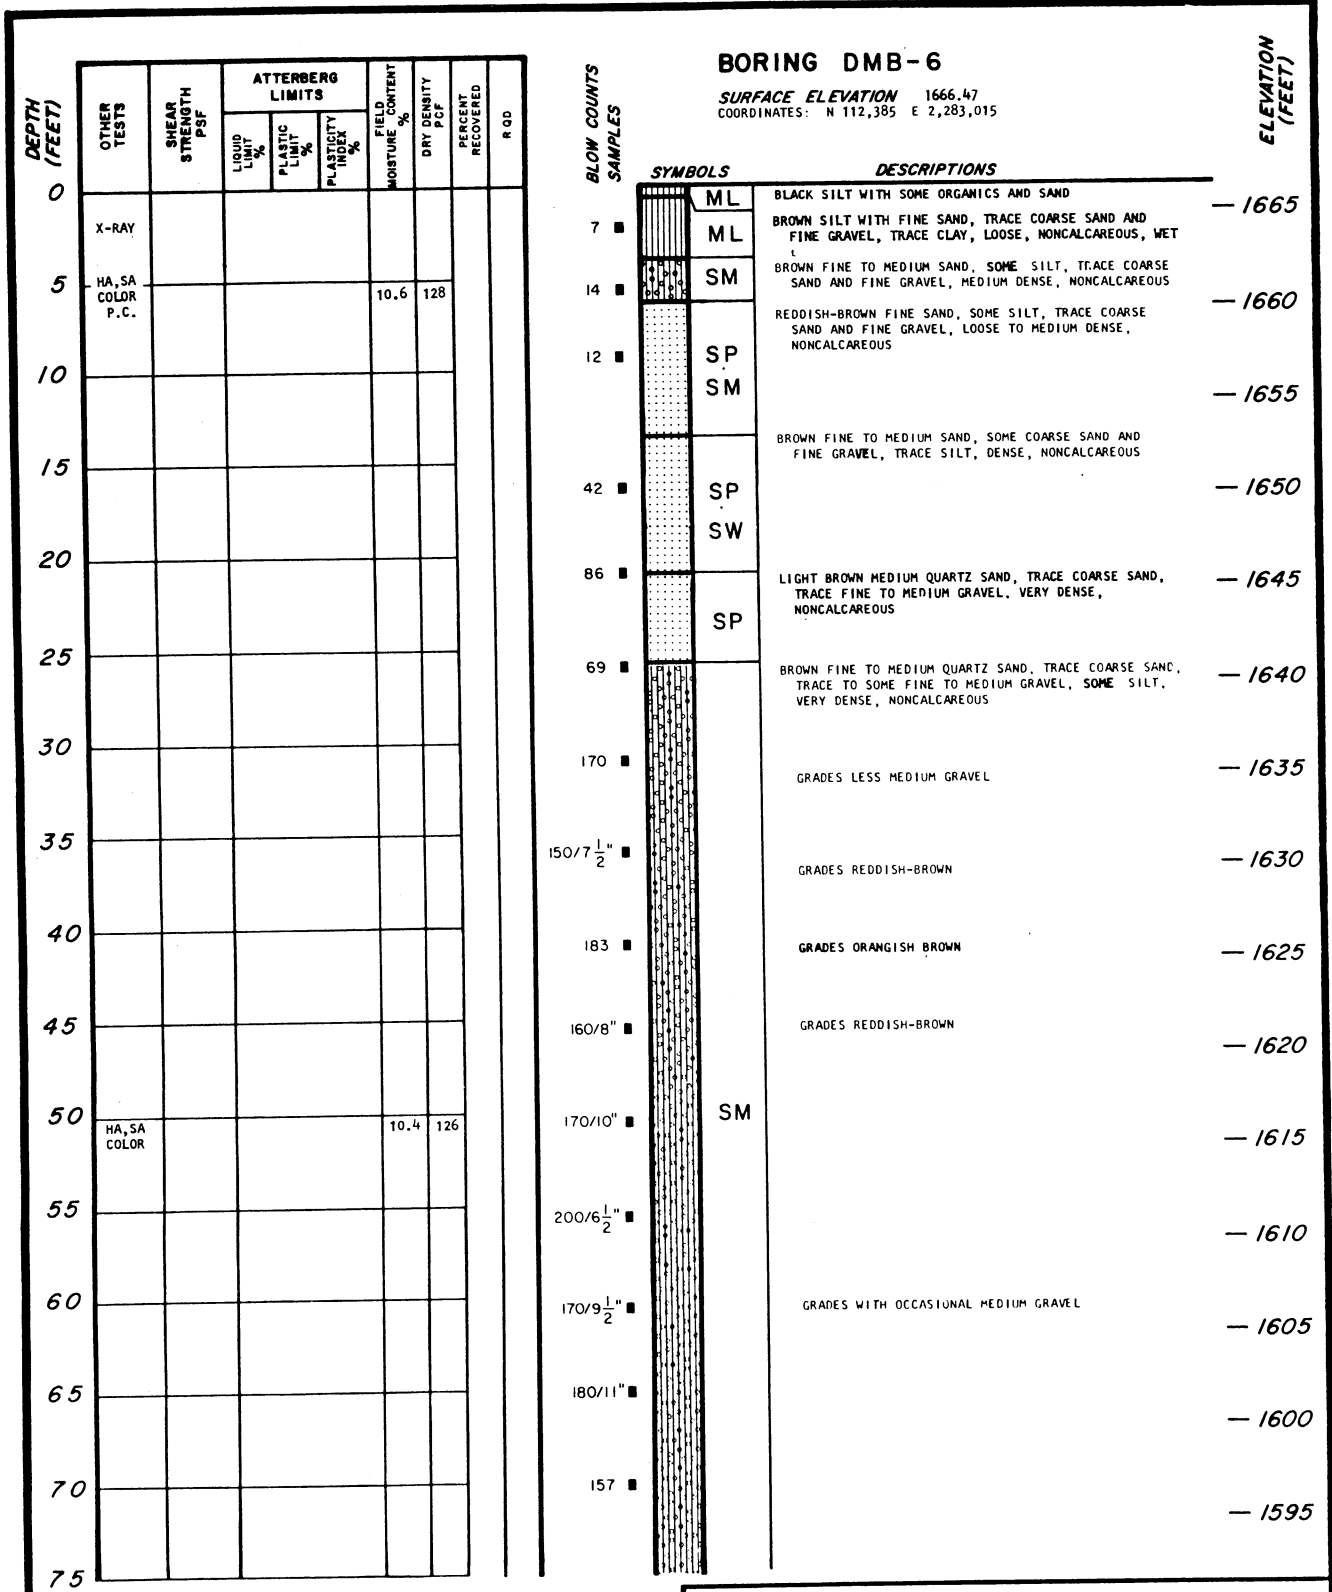 BORING DMB-6
SURFACE ELEVATION 1666.47
COORDINATES: N 112,385 E 2,283,015
DEPTH (FEET)
OTHER TESTS
SHEAR STRENGTH PSF
ATTERBERG LIMITS
LIQUID LIMIT %
PLASTIC LIMIT %
PLASTICITY INDEX %
FIELD MOISTURE CONTENT %
DRY DENSITY PCF
PERCENT RECOVERED
RQD
BLOW COUNTS
SAMPLES
SYMBOLS
DESCRIPTIONS
ELEVATION (FEET)
0
ML BLACK SILT WITH SOME ORGANICS AND SAND
— 1665
X-RAY
7 ML BROWN SILT WITH FINE SAND, TRACE COARSE SAND AND
FINE GRAVEL, TRACE CLAY, LOOSE, NONCALCAREOUS, WET
5
HA,SA
COLOR
P.C.
10.6 128
14 SM BROWN FINE TO MEDIUM SAND, SOME SILT, TRACE COARSE
SAND AND FINE GRAVEL, MEDIUM DENSE, NONCALCAREOUS
— 1660
REDDISH-BROWN FINE SAND, SOME SILT, TRACE COARSE
SAND AND FINE GRAVEL, LOOSE TO MEDIUM DENSE,
NONCALCAREOUS
12 SP
SM
10
— 1655
BROWN FINE TO MEDIUM SAND, SOME COARSE SAND AND
FINE GRAVEL, TRACE SILT, DENSE, NONCALCAREOUS
15
42 SP
SW
— 1650
20
86
LIGHT BROWN MEDIUM QUARTZ SAND, TRACE COARSE SAND,
TRACE FINE TO MEDIUM GRAVEL, VERY DENSE,
NONCALCAREOUS
— 1645
SP
25
69
BROWN FINE TO MEDIUM QUARTZ SAND, TRACE COARSE SAND,
TRACE TO SOME FINE TO MEDIUM GRAVEL, SOME SILT,
VERY DENSE, NONCALCAREOUS
— 1640
30
170
GRADES LESS MEDIUM GRAVEL
— 1635
35
150/7 1/2"
GRADES REDDISH-BROWN
— 1630
40
183
GRADES ORANGISH BROWN
— 1625
45
160/8"
GRADES REDDISH-BROWN
— 1620
50
HA,SA
COLOR
10.4 126
170/10"
SM
— 1615
55
200/6 1/2"
— 1610
60
170/9 1/2"
GRADES WITH OCCASIONAL MEDIUM GRAVEL
— 1605
65
180/11"
— 1600
70
157
— 1595
75